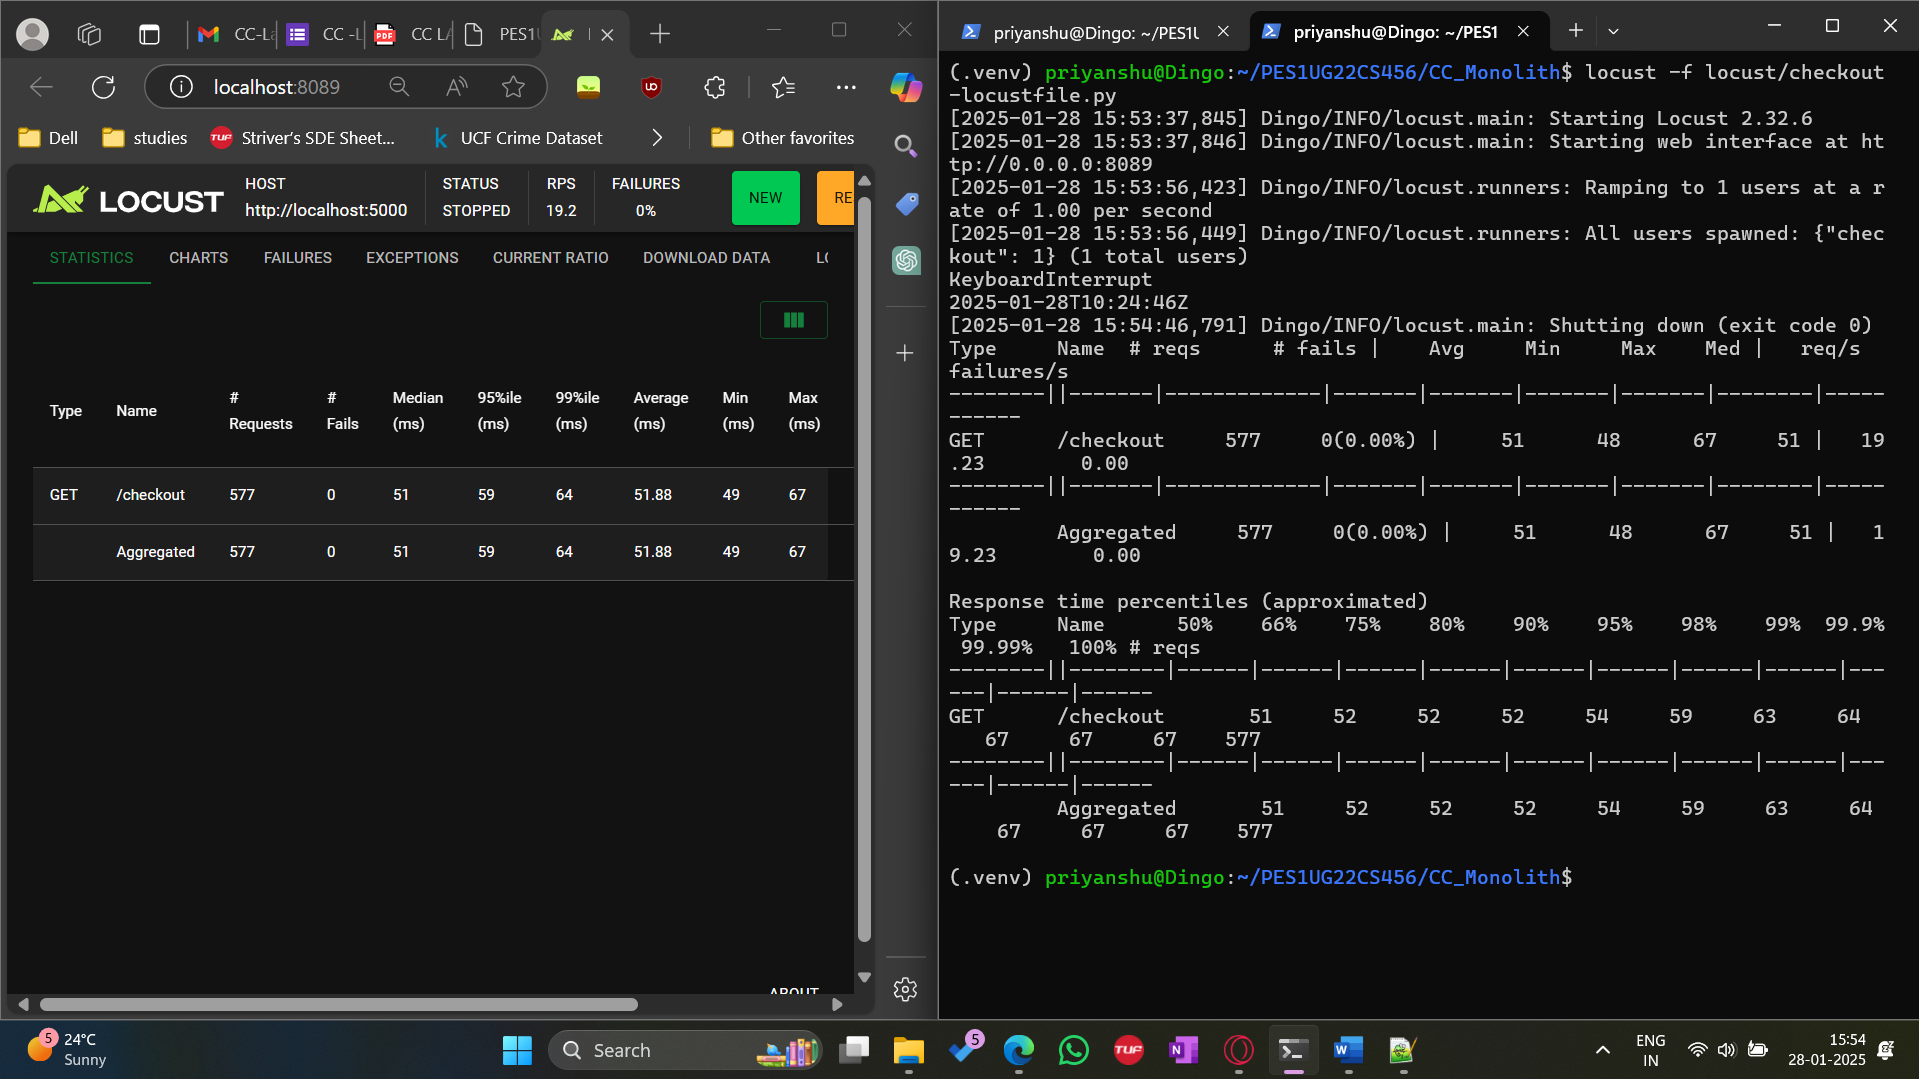 CC-La
CC -L
CC LA
PES1U
localhost:8089
Dell
studies
Striver's SDE Sheet...
UCF Crime Dataset
Other favorites
LOCUST
HOST
http://localhost:5000
STATUS
STOPPED
RPS
19.2
FAILURES
0%
NEW
RE
STATISTICS CHARTS FAILURES EXCEPTIONS CURRENT RATIO DOWNLOAD DATA LO
Type Name # Requests # Fails Median (ms) 95%ile (ms) 99%ile (ms) Average (ms) Min (ms) Max (ms)
GET /checkout 577 0 51 59 64 51.88 49 67
Aggregated 577 0 51 59 64 51.88 49 67
ABOUT
priyanshu@Dingo: ~/PES1U
priyanshu@Dingo: ~/PES1
(.venv) priyanshu@Dingo:~/PES1UG22CS456/CC_Monolith$ locust -f locust/checkout
-locustfile.py
[2025-01-28 15:53:37,845] Dingo/INFO/locust.main: Starting Locust 2.32.6
[2025-01-28 15:53:37,846] Dingo/INFO/locust.main: Starting web interface at ht
tp://0.0.0.0:8089
[2025-01-28 15:53:56,423] Dingo/INFO/locust.runners: Ramping to 1 users at a r
ate of 1.00 per second
[2025-01-28 15:53:56,449] Dingo/INFO/locust.runners: All users spawned: {"chec
kout": 1} (1 total users)
KeyboardInterrupt
2025-01-28T10:24:46Z
[2025-01-28 15:54:46,791] Dingo/INFO/locust.main: Shutting down (exit code 0)
Type Name # reqs # fails | Avg Min Max Med | req/s
failures/s
--------||-------|-------------|-------|-------|-------|-------|--------|-----
------
GET /checkout 577 0(0.00%) | 51 48 67 51 | 19
.23 0.00
--------||-------|-------------|-------|-------|-------|-------|--------|-----
------
Aggregated 577 0(0.00%) | 51 48 67 51 | 1
9.23 0.00
Response time percentiles (approximated)
Type Name 50% 66% 75% 80% 90% 95% 98% 99% 99.9%
99.99% 100% # reqs
--------||--------|------|------|------|------|------|------|------|------|---
---|------|------
GET /checkout 51 52 52 52 54 59 63 64
67 67 67 577
--------||--------|------|------|------|------|------|------|------|------|---
---|------|------
Aggregated 51 52 52 52 54 59 63 64
67 67 67 577
(.venv) priyanshu@Dingo:~/PES1UG22CS456/CC_Monolith$
5
24°C
Sunny
Search
5
TUF
ENG
IN
15:54
28-01-2025